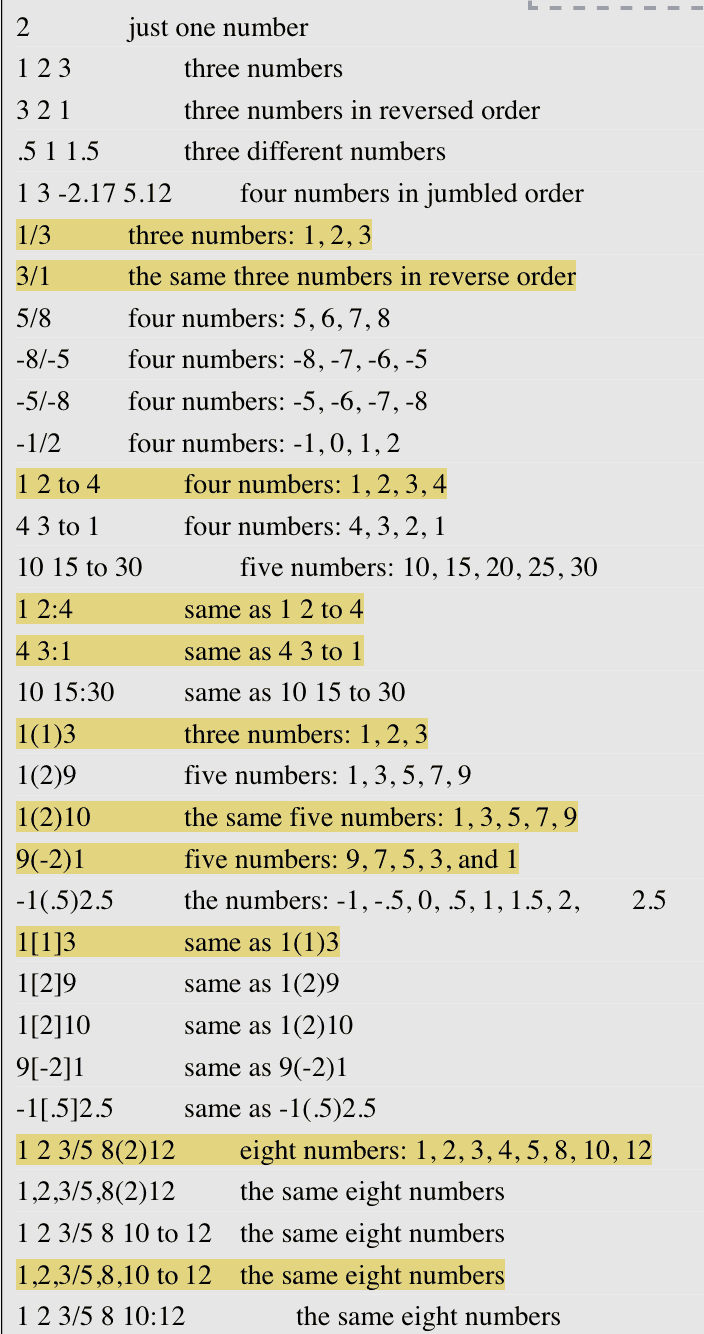 2 just one number
1 2 3 three numbers
3 2 1 three numbers in reversed order
.5 1 1.5 three different numbers
1 3 -2.17 5.12 four numbers in jumbled order
1/3 three numbers: 1, 2, 3
3/1 the same three numbers in reverse order
5/8 four numbers: 5, 6, 7, 8
-8/-5 four numbers: -8, -7, -6, -5
-5/-8 four numbers: -5, -6, -7, -8
-1/2 four numbers: -1, 0, 1, 2
1 2 to 4 four numbers: 1, 2, 3, 4
4 3 to 1 four numbers: 4, 3, 2, 1
10 15 to 30 five numbers: 10, 15, 20, 25, 30
1 2:4 same as 1 2 to 4
4 3:1 same as 4 3 to 1
10 15:30 same as 10 15 to 30
1(1)3 three numbers: 1, 2, 3
1(2)9 five numbers: 1, 3, 5, 7, 9
1(2)10 the same five numbers: 1, 3, 5, 7, 9
9(-2)1 five numbers: 9, 7, 5, 3, and 1
-1(.5)2.5 the numbers: -1, -.5, 0, .5, 1, 1.5, 2, 2.5
1[1]3 same as 1(1)3
1[2]9 same as 1(2)9
1[2]10 same as 1(2)10
9[-2]1 same as 9(-2)1
-1[.5]2.5 same as -1(.5)2.5
1 2 3/5 8(2)12 eight numbers: 1, 2, 3, 4, 5, 8, 10, 12
1,2,3/5,8(2)12 the same eight numbers
1 2 3/5 8 10 to 12 the same eight numbers
1,2,3/5,8,10 to 12 the same eight numbers
1 2 3/5 8 10:12 the same eight numbers